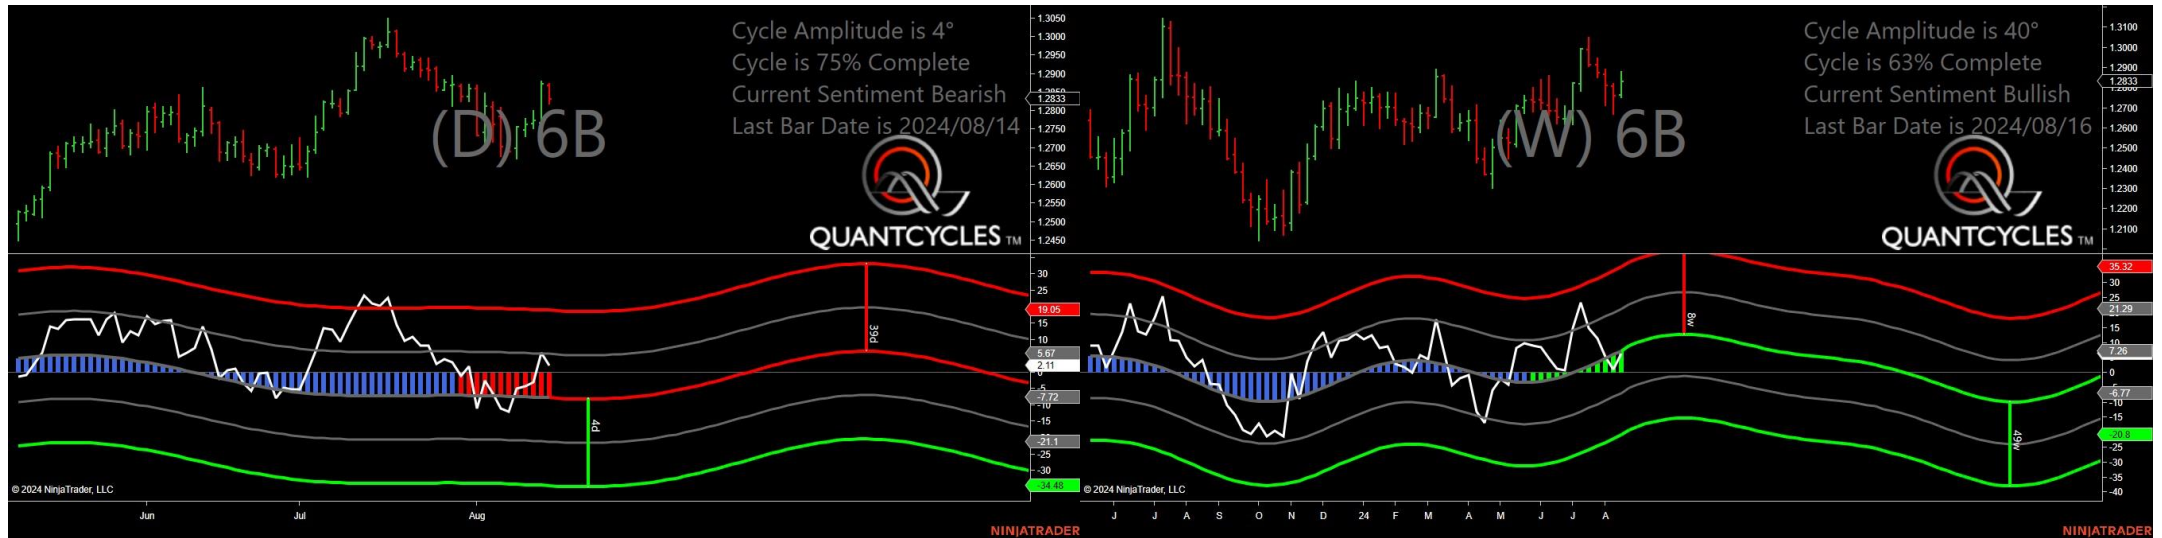 Cycle Amplitude is 4°
Cycle is 75% Complete
Current Sentiment Bearish
Last Bar Date is 2024/08/14
(D) 6B
QUANTCYCLES TM
1.3050
1.3000
1.2950
1.2900
1.2833
1.2800
1.2750
1.2700
1.2650
1.2600
1.2550
1.2500
1.2450
30
25
19.05
15
10
5.67
2.11
0
-5
-7.72
-10
-15
-21.1
-25
-30
-34.48
39d
4d
© 2024 NinjaTrader, LLC
Jun Jul Aug
NINJATRADER
Cycle Amplitude is 40°
Cycle is 63% Complete
Current Sentiment Bullish
Last Bar Date is 2024/08/16
(W) 6B
QUANTCYCLES TM
1.3100
1.3000
1.2900
1.2833
1.2700
1.2600
1.2500
1.2400
1.2300
1.2200
1.2100
35.32
30
25
21.29
15
10
7.26
0
-6.77
-10
-15
-20.8
-25
-30
-35
-40
8w
49w
© 2024 NinjaTrader, LLC
J J A S O N D 24 F M A M J J A
NINJATRADER